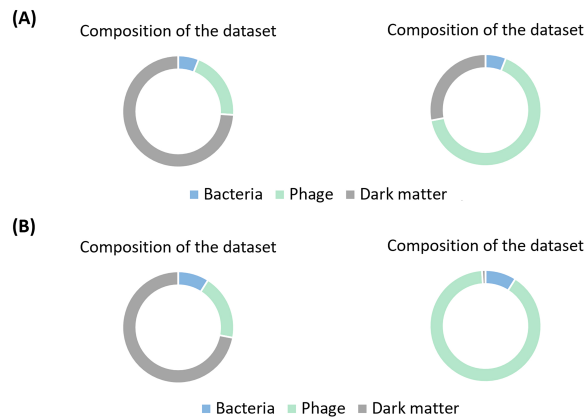 (A)
Composition of the dataset
Composition of the dataset
Bacteria Phage Dark matter
(B)
Composition of the dataset
Composition of the dataset
Bacteria Phage Dark matter